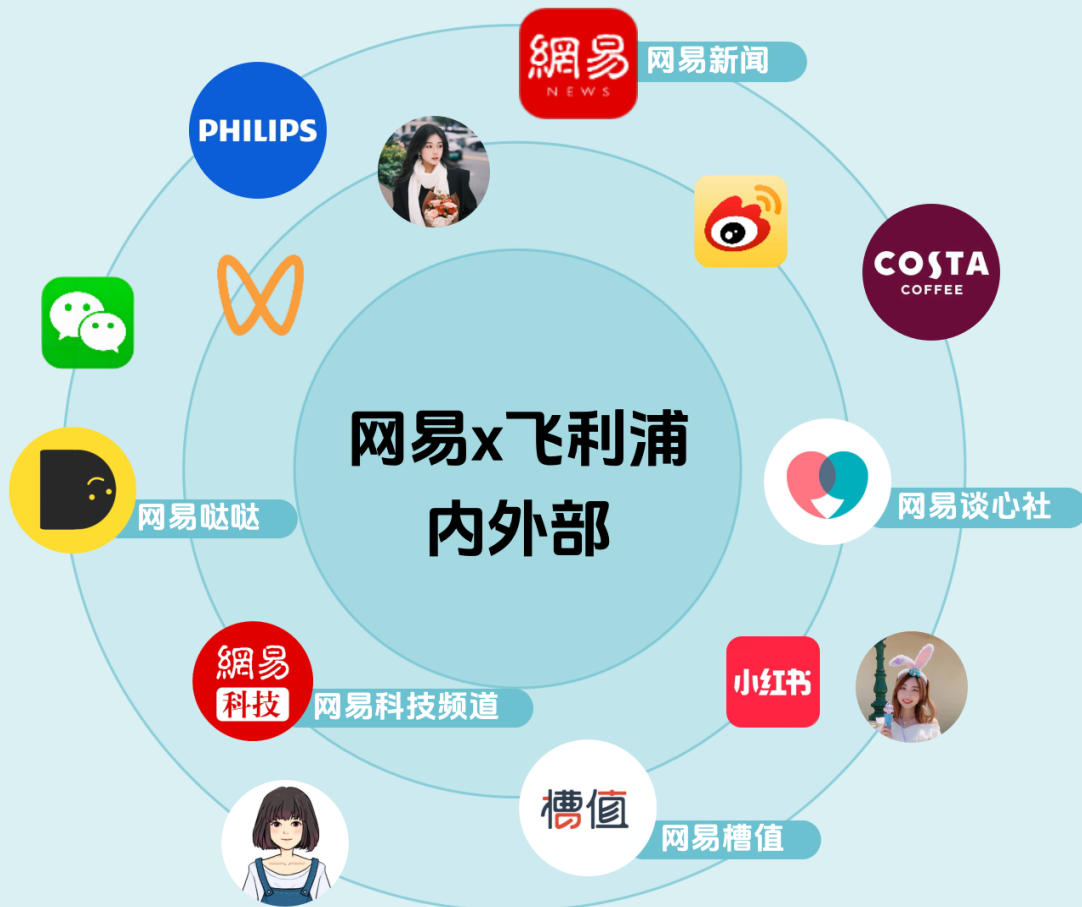 網易
NEWS
网易新闻
PHILIPS
COSTA
COFFEE
网易x飞利浦
内外部
网易哒哒
网易谈心社
網易
科技
网易科技频道
小红书
槽值
网易槽值